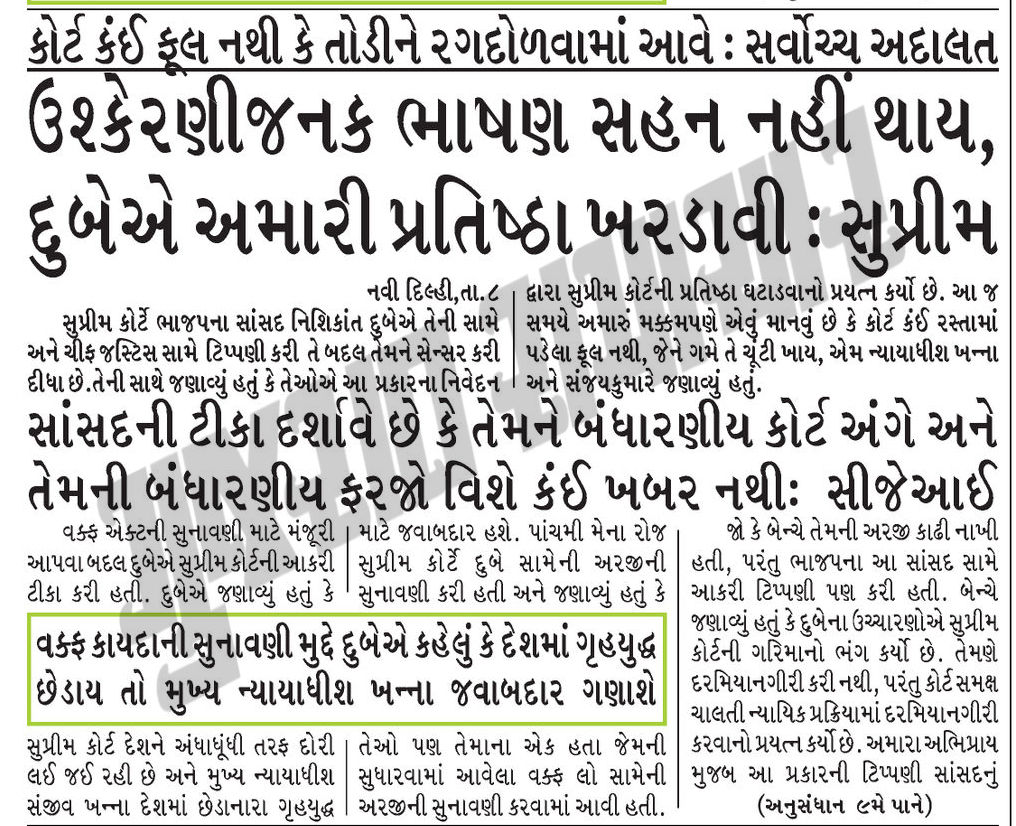 કોર્ટ કંઈ ફૂલ નથી કે તોડીને રગદોળવામાં આવે : સર્વોચ્ચ અદાલત
ઉશ્કેરણીજનક ભાષણ સહન નહીં થાય,
દુબેએ અમારી પ્રતિષ્ઠા ખરડાવી : સુપ્રીમ
નવી દિલ્હી,તા.૮
સુપ્રીમ કોર્ટે ભાજપના સાંસદ નિશિકાંત દુબેએ તેની સામે
અને ચીફ જસ્ટિસ સામે ટિપ્પણી કરી તે બદલ તેમને સેન્સર કરી
દીધા છે.તેની સાથે જણાવ્યું હતું કે તેઓએ આ પ્રકારના નિવેદન
દ્વારા સુપ્રીમ કોર્ટની પ્રતિષ્ઠા ઘટાડવાનો પ્રયત્ન કર્યો છે. આ જ
સમયે અમારું મક્કમપણે એવું માનવું છે કે કોર્ટ કંઈ રસ્તામાં
પડેલા ફૂલ નથી, જેને ગમે તે ચૂંટી ખાય, એમ ન્યાયાધીશ ખન્ના
અને સંજયકુમારે જણાવ્યું હતું.
સાંસદની ટીકા દર્શાવે છે કે તેમને બંધારણીય કોર્ટ અંગે અને
તેમની બંધારણીય ફરજો વિશે કંઈ ખબર નથીઃ સીજેઆઈ
વક્ફ એક્ટની સુનાવણી માટે મંજૂરી
આપવા બદલ દુબેએ સુપ્રીમ કોર્ટની આકરી
ટીકા કરી હતી. દુબેએ જણાવ્યું હતું કે
વક્ફ કાયદાની સુનાવણી મુદ્દે દુબેએ કહેલું કે દેશમાં ગૃહયુદ્ધ
છેડાય તો મુખ્ય ન્યાયાધીશ ખન્ના જવાબદાર ગણાશે
સુપ્રીમ કોર્ટ દેશને અંધાધૂંધી તરફ દોરી
લઈ જઈ રહી છે અને મુખ્ય ન્યાયાધીશ
સંજીવ ખન્ના દેશમાં છેડાનારા ગૃહયુદ્ધ
માટે જવાબદાર હશે. પાંચમી મેના રોજ
સુપ્રીમ કોર્ટે દુબે સામેની અરજીની
સુનાવણી કરી હતી અને જણાવ્યું હતું કે
તેઓ પણ તેમાના એક હતા જેમની
સુધારવામાં આવેલા વક્ફ લો સામેની
અરજીની સુનાવણી કરવામાં આવી હતી.
જો કે બેન્ચે તેમની અરજી કાઢી નાખી
હતી, પરંતુ ભાજપના આ સાંસદ સામે
આકરી ટિપ્પણી પણ કરી હતી. બેન્ચે
જણાવ્યું હતું કે દુબેના ઉચ્ચારણોએ સુપ્રીમ
કોર્ટની ગરિમાનો ભંગ કર્યો છે. તેમણે
દરમિયાનગીરી કરી નથી, પરંતુ કોર્ટ સમક્ષ
ચાલતી ન્યાયિક પ્રક્રિયામાં દરમિયાનગીરી
કરવાનો પ્રયત્ન કર્યો છે. અમારા અભિપ્રાય
મુજબ આ પ્રકારની ટિપ્પણી સાંસદનું
(અનુસંધાન ૯મે પાને)
ગુજરાત સમાચાર